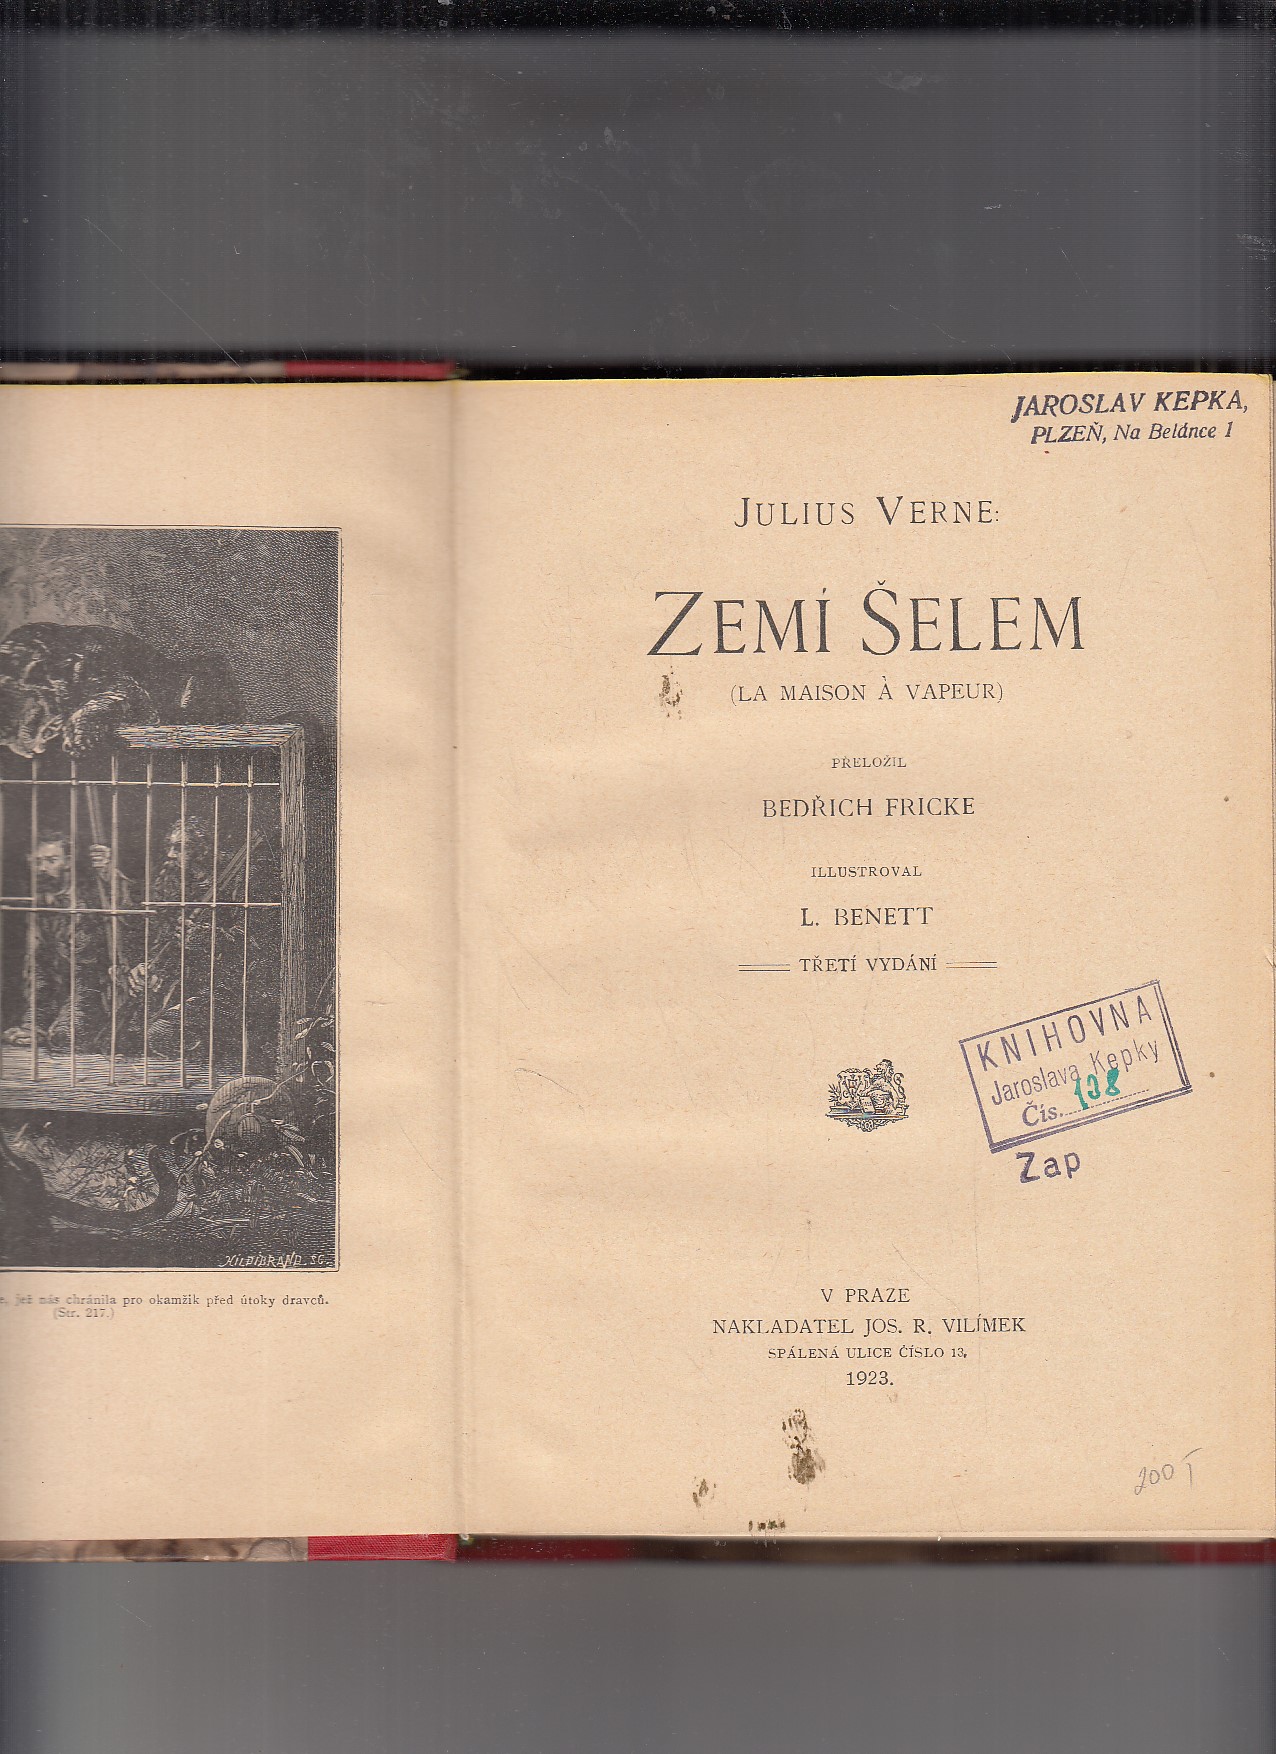 JAROSLAV KEPKA,
PLZEŇ, Na Belánce 1
JULIUS VERNE:
ZEMÍ ŠELEM
(LA MAISON À VAPEUR)
PŘELOŽIL
BEDŘICH FRICKE
ILLUSTROVAL
L. BENETT
TŘETÍ VYDÁNÍ
KNIHOVNA
Jaroslava Kepky
Čís. 108
Zap
V PRAZE
NAKLADATEL JOS. R. VILÍMEK
SPÁLENÁ ULICE ČÍSLO 13,
1923.
200
HILDIBRAND SC.
jež nás chránila pro okamžik před útoky dravců.
(Str. 217.)